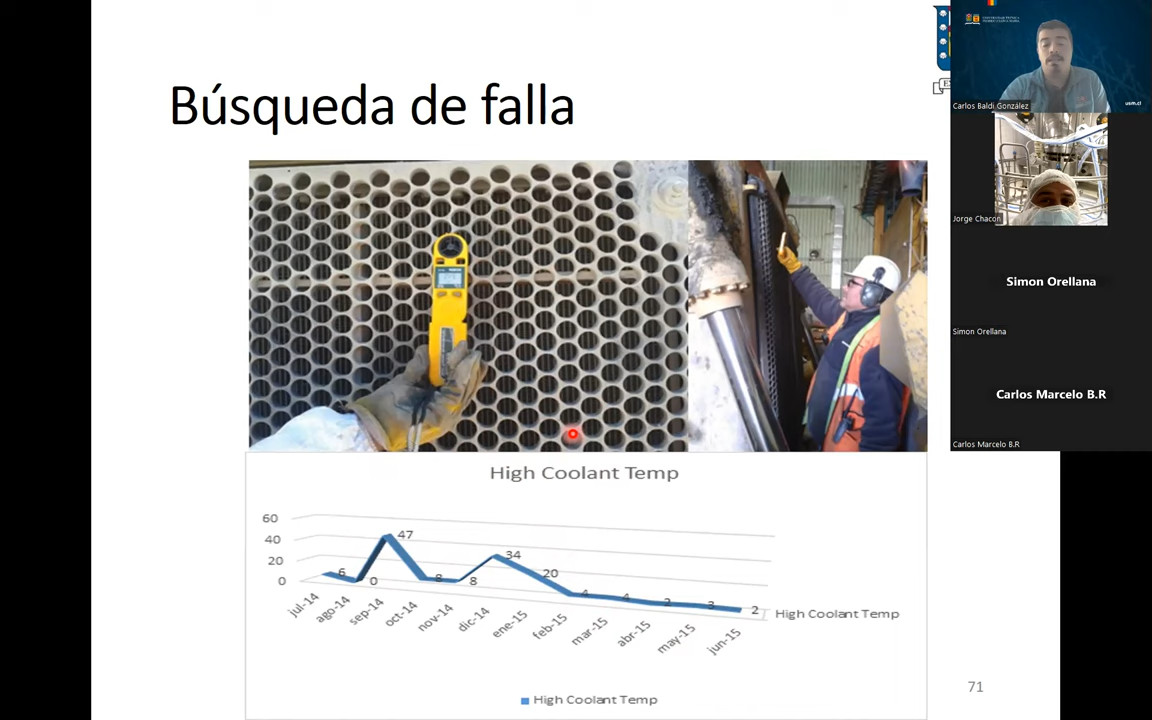 Búsqueda de falla
High Coolant Temp
60
40
20
0
6
0
47
8
8
34
20
4
4
2
3
2
jul-14
ago-14
sep-14
oct-14
nov-14
dic-14
ene-15
feb-15
mar-15
abr-15
may-15
jun-15
High Coolant Temp
High Coolant Temp
71
usm.cl
Carlos Baldi González
Jorge Chacon
Simon Orellana
Simon Orellana
Carlos Marcelo B.R
Carlos Marcelo B.R